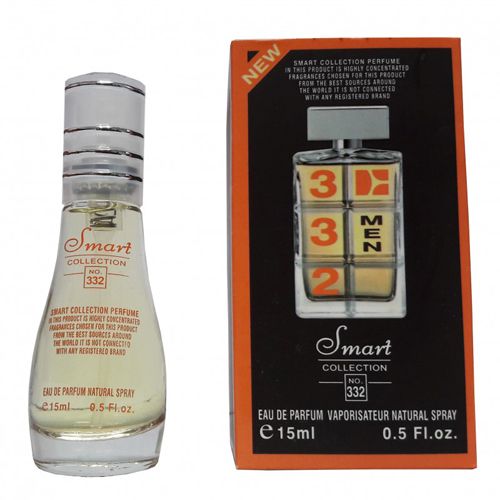 Smart
COLLECTION
NO.
332
SMART COLLECTION PERFUME
IN THIS PRODUCT IS HIGHLY CONCENTRATED
FRAGRANCES CHOSEN FOR THIS PRODUCT
FROM THE BEST SOURCES AROUND
THE WORLD IT IS NOT CONNECTED
WITH ANY REGISTERED BRAND
EAU DE PARFUM NATURAL SPRAY
e 15ml 0.5 Fl.oz.
NEW
SMART COLLECTION PERFUME
IN THIS PRODUCT IS HIGHLY CONCENTRATED
FRAGRANCES CHOSEN FOR THIS PRODUCT
FROM THE BEST SOURCES AROUND
THE WORLD IT IS NOT CONNECTED
WITH ANY REGISTERED BRAND
3
3
2
MEN
Smart
COLLECTION
NO.
332
EAU DE PARFUM VAPORISATEUR NATURAL SPRAY
e 15ml 0.5 Fl.oz.